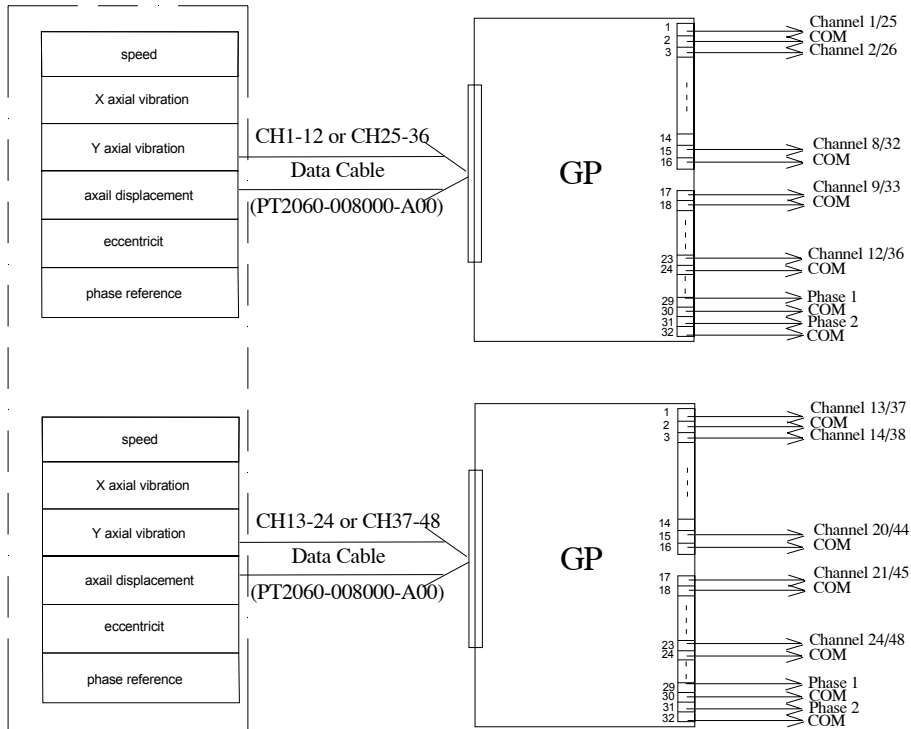 speed
X axial vibration
Y axial vibration
axail displacement
eccentricit
phase reference
CH1-12 or CH25-36
Data Cable
(PT2060-008000-A00)
GP
1
2
3
14
15
16
17
18
23
24
29
30
31
32
Channel 1/25
COM
Channel 2/26
Channel 8/32
COM
Channel 9/33
COM
Channel 12/36
COM
Phase 1
COM
Phase 2
COM
speed
X axial vibration
Y axial vibration
axail displacement
eccentricit
phase reference
CH13-24 or CH37-48
Data Cable
(PT2060-008000-A00)
GP
1
2
3
14
15
16
17
18
23
24
29
30
31
32
Channel 13/37
COM
Channel 14/38
Channel 20/44
COM
Channel 21/45
COM
Channel 24/48
COM
Phase 1
COM
Phase 2
COM